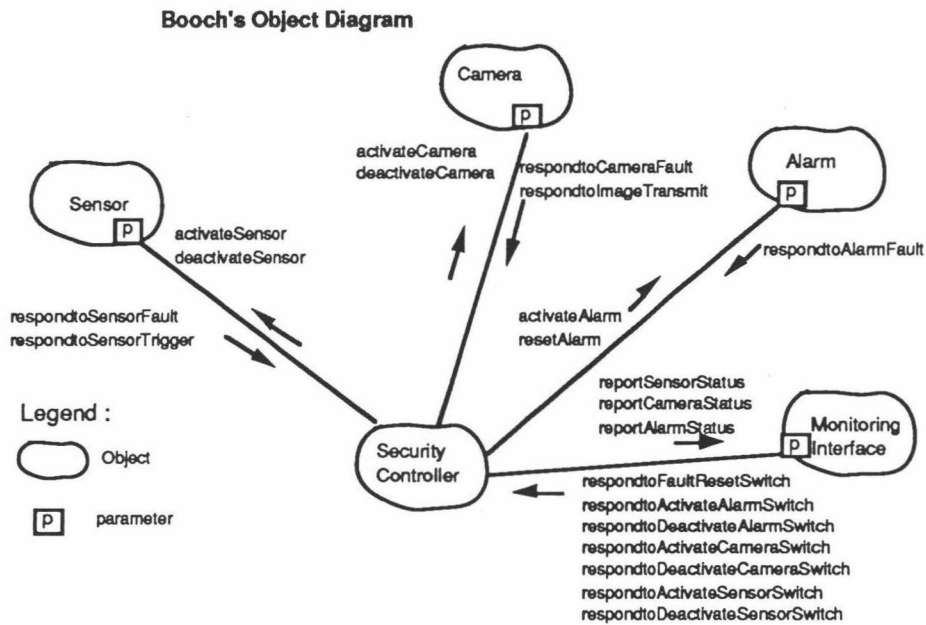 Booch's Object Diagram
Camera
p
activateCamera
deactivateCamera
respondtoCameraFault
respondtoImageTransmit
Alarm
p
Sensor
p
activateSensor
deactivateSensor
respondtoAlarmFault
respondtoSensorFault
respondtoSensorTrigger
activateAlarm
resetAlarm
reportSensorStatus
reportCameraStatus
reportAlarmStatus
Monitoring
Interface
p
Security
Controller
Legend :
Object
p
parameter
respondtoFaultResetSwitch
respondtoActivateAlarmSwitch
respondtoDeactivateAlarmSwitch
respondtoActivateCameraSwitch
respondtoDeactivateCameraSwitch
respondtoActivateSensorSwitch
respondtoDeactivateSensorSwitch